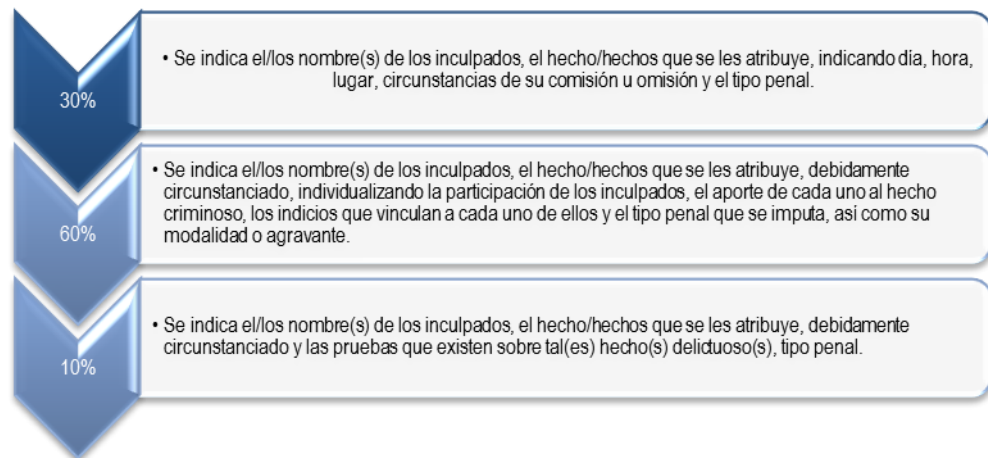 30%
• Se indica el/los nombre(s) de los inculpados, el hecho/hechos que se les atribuye, indicando día, hora,
lugar, circunstancias de su comisión u omisión y el tipo penal.
60%
• Se indica el/los nombre(s) de los inculpados, el hecho/hechos que se les atribuye, debidamente
circunstanciado, individualizando la participación de los inculpados, el aporte de cada uno al hecho
criminoso, los indicios que vinculan a cada uno de ellos y el tipo penal que se imputa, así como su
modalidad o agravante.
10%
• Se indica el/los nombre(s) de los inculpados, el hecho/hechos que se les atribuye, debidamente
circunstanciado y las pruebas que existen sobre tal(es) hecho(s) delictuoso(s), tipo penal.